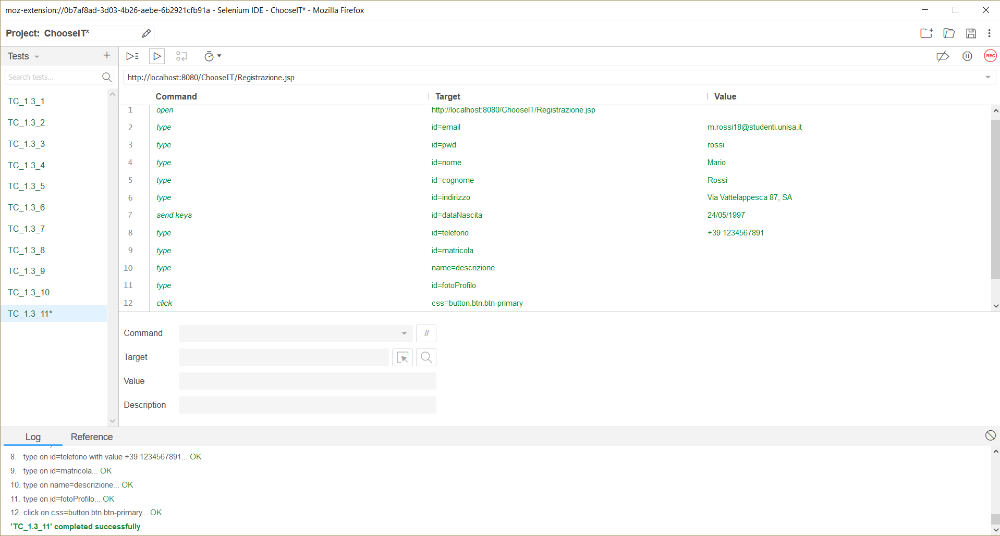 moz-extension://0b7af8ad-3d03-4b26-aebe-6b2921cfb91a - Selenium IDE - ChooseIT* - Mozilla Firefox
Project: ChooseIT*
Tests
REC
Search tests...
http://localhost:8080/ChooseIT/Registrazione.jsp
Command Target Value
TC_1.3_1
TC_1.3_2
TC_1.3_3
TC_1.3_4
TC_1.3_5
TC_1.3_6
TC_1.3_7
TC_1.3_8
TC_1.3_9
TC_1.3_10
TC_1.3_11*
1 open http://localhost:8080/ChooseIT/Registrazione.jsp
2 type id=email m.rossi18@studenti.unisa.it
3 type id=pwd rossi
4 type id=nome Mario
5 type id=cognome Rossi
6 type id=indirizzo Via Vattelappesca 87, SA
7 send keys id=dataNascita 24/05/1997
8 type id=telefono +39 1234567891
9 type id=matricola
10 type name=descrizione
11 type id=fotoProfilo
12 click css=button.btn.btn-primary
Command //
Target
Value
Description
Log Reference
8. type on id=telefono with value +39 1234567891... OK
9. type on id=matricola... OK
10. type on name=descrizione... OK
11. type on id=fotoProfilo... OK
12. click on css=button.btn.btn-primary... OK
'TC_1.3_11' completed successfully